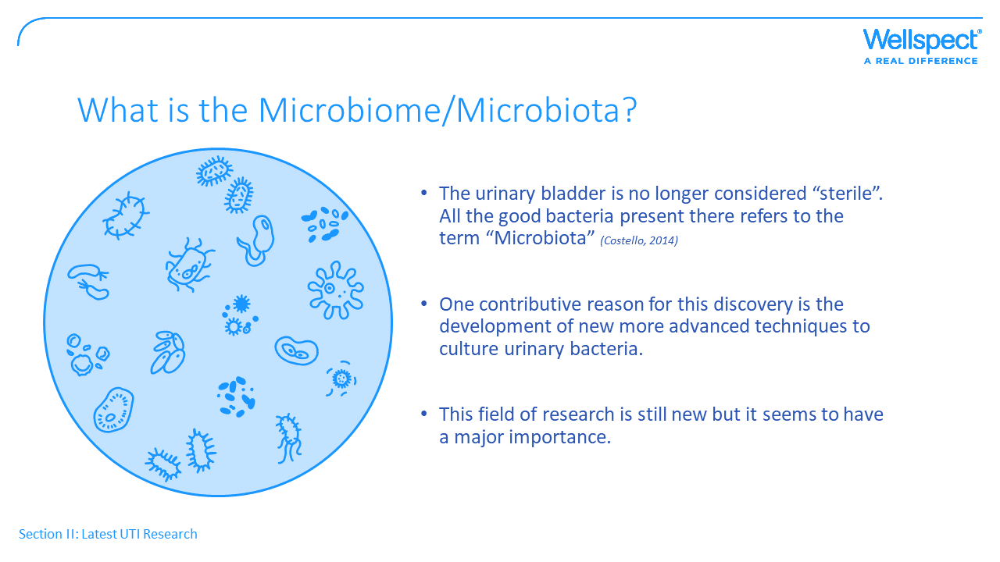 Wellspect®
A REAL DIFFERENCE
What is the Microbiome/Microbiota?
• The urinary bladder is no longer considered “sterile”.
All the good bacteria present there refers to the
term “Microbiota” (Costello, 2014)
• One contributive reason for this discovery is the
development of new more advanced techniques to
culture urinary bacteria.
• This field of research is still new but it seems to have
a major importance.
Section II: Latest UTI Research